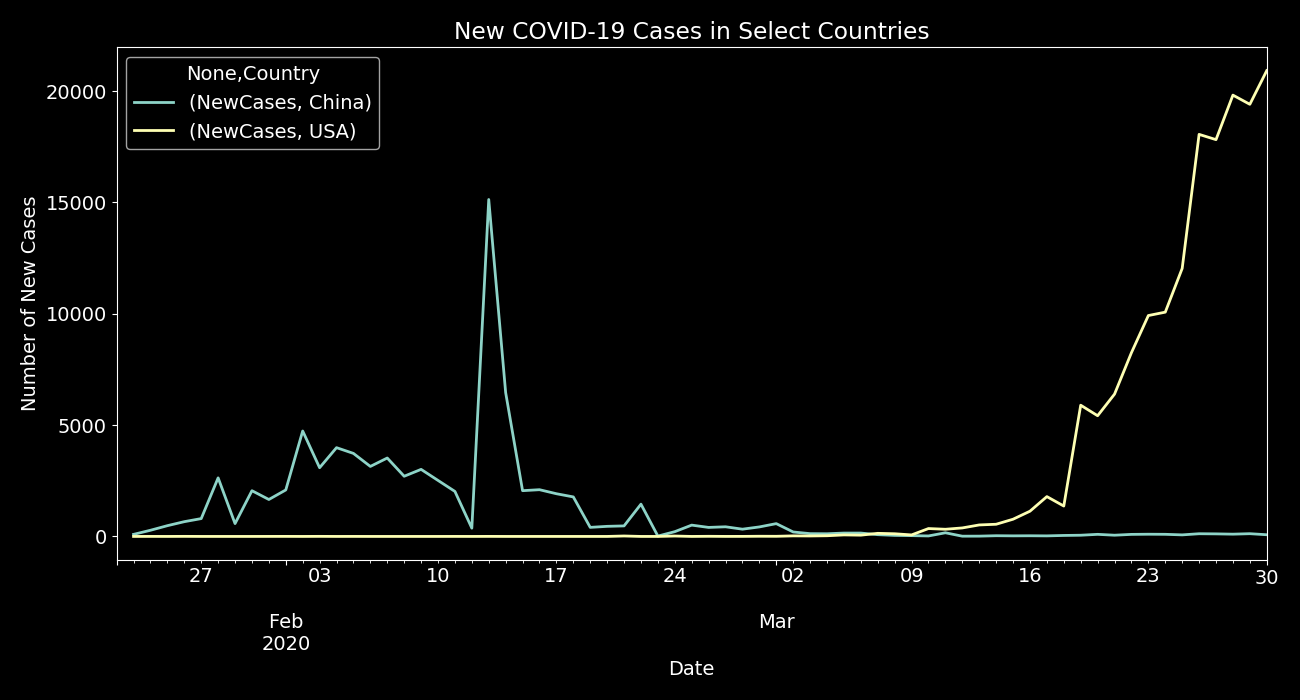 New COVID-19 Cases in Select Countries
None,Country
(NewCases, China)
(NewCases, USA)
Number of New Cases
20000
15000
10000
5000
0
27 03 10 17 24 02 09 16 23 30
Feb Mar
2020
Date